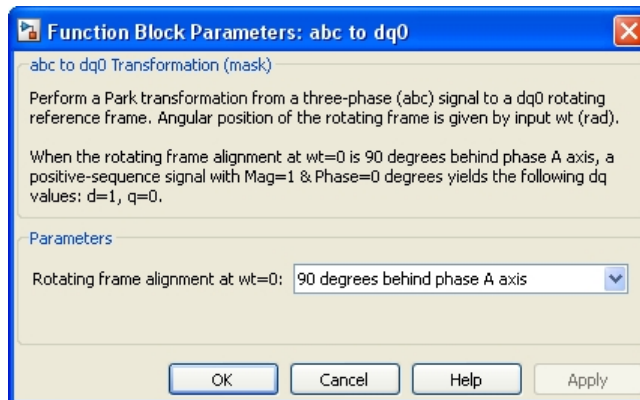 Function Block Parameters: abc to dq0
abc to dq0 Transformation (mask)
Perform a Park transformation from a three-phase (abc) signal to a dq0 rotating
reference frame. Angular position of the rotating frame is given by input wt (rad).
When the rotating frame alignment at wt=0 is 90 degrees behind phase A axis, a
positive-sequence signal with Mag=1 & Phase=0 degrees yields the following dq
values: d=1, q=0.
Parameters
Rotating frame alignment at wt=0: 90 degrees behind phase A axis
OK Cancel Help Apply